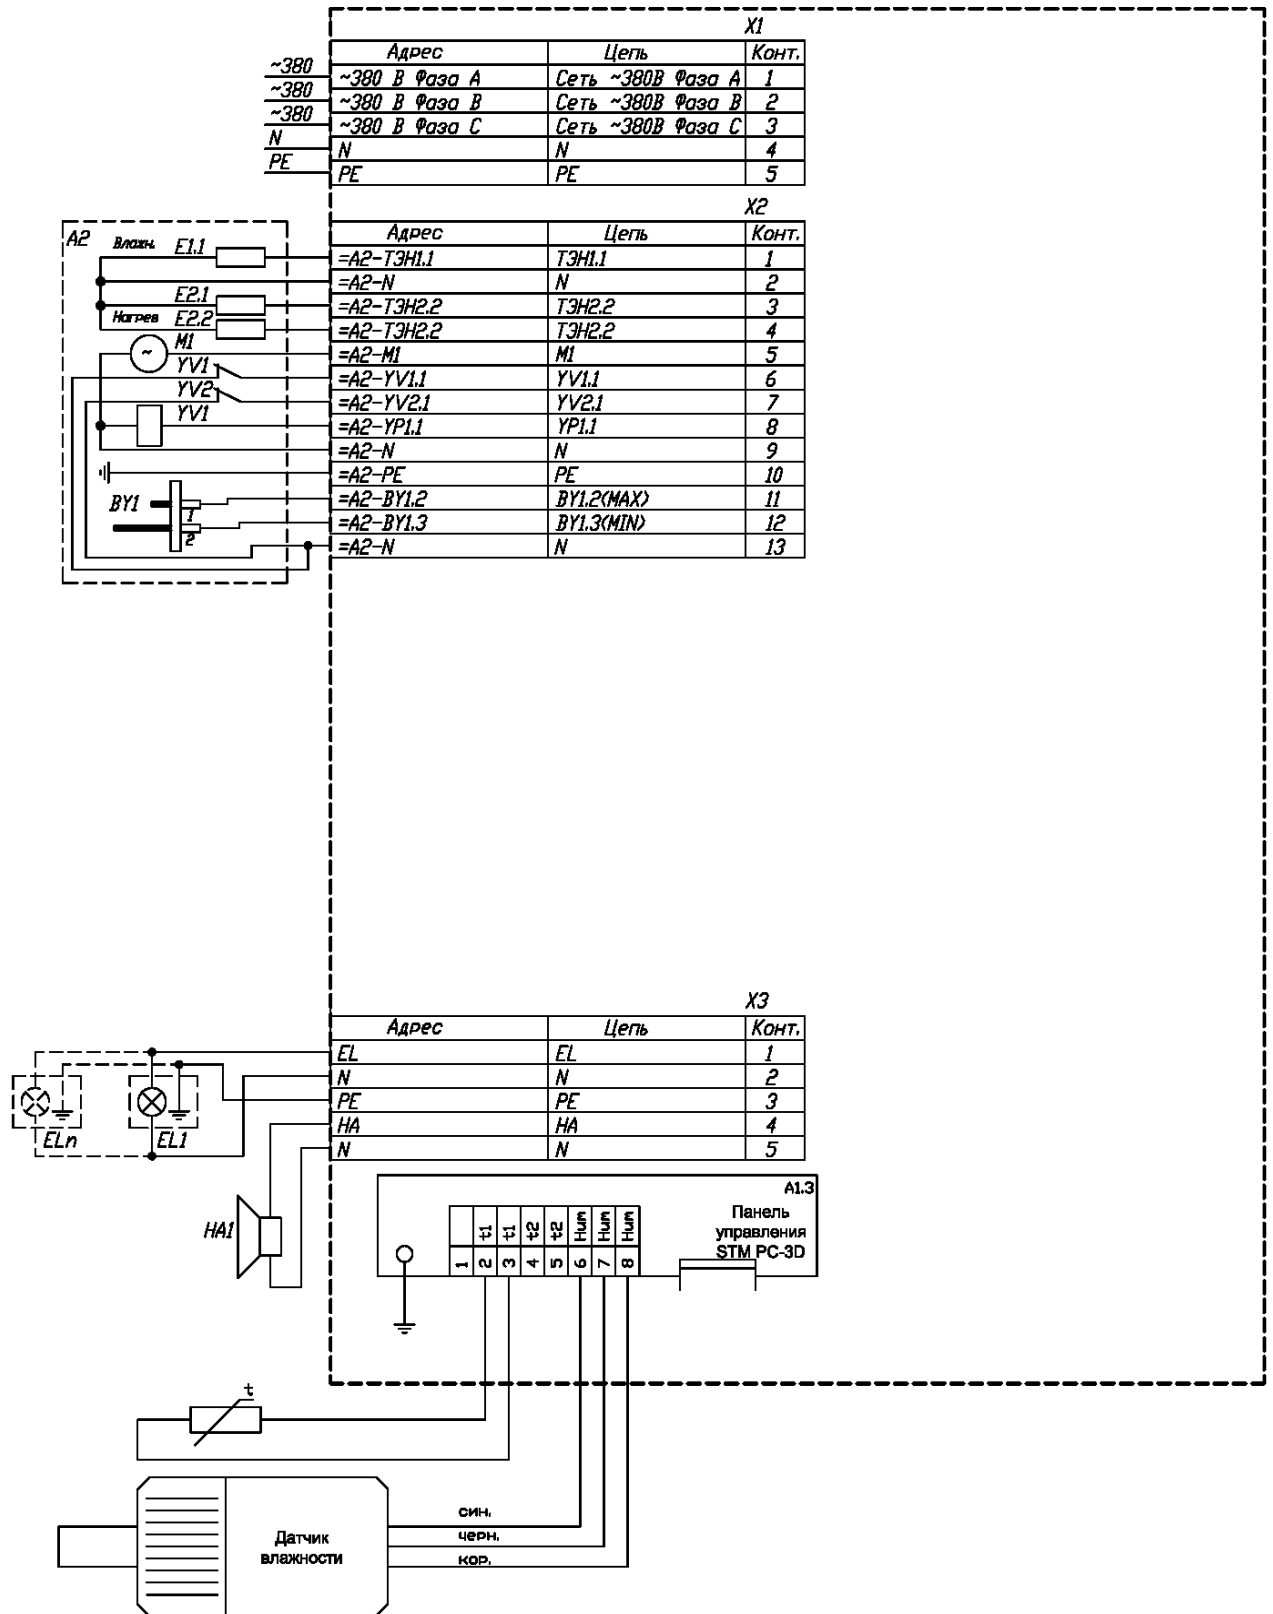 X1
Адрес Цепь Конт.
~380 ~380 В Фаза А Сеть ~380В Фаза А 1
~380 ~380 В Фаза В Сеть ~380В Фаза В 2
~380 ~380 В Фаза С Сеть ~380В Фаза С 3
N N N 4
PE PE PE 5
X2
Адрес Цепь Конт.
A2 Влажн. E1.1 =A2-ТЭН1.1 ТЭН1.1 1
=A2-N N 2
E2.1 =A2-ТЭН2.2 ТЭН2.2 3
Нагрев E2.2 =A2-ТЭН2.2 ТЭН2.2 4
M1 ~ =A2-M1 M1 5
YV1 =A2-YV1.1 YV1.1 6
YV2 =A2-YV2.1 YV2.1 7
YV1 =A2-YP1.1 YP1.1 8
=A2-N N 9
=A2-PE PE 10
BY1 1 =A2-BY1.2 BY1.2(MAX) 11
2 =A2-BY1.3 BY1.3(MIN) 12
=A2-N N 13
X3
Адрес Цепь Конт.
EL EL 1
N N 2
PE PE 3
HA HA 4
N N 5
ELn EL1
HA1
A1.3
Панель
управления
STM PC-3D
t1 t1 t2 t2 Hum Hum Hum
1 2 3 4 5 6 7 8
t
син.
черн.
кор.
Датчик
влажности